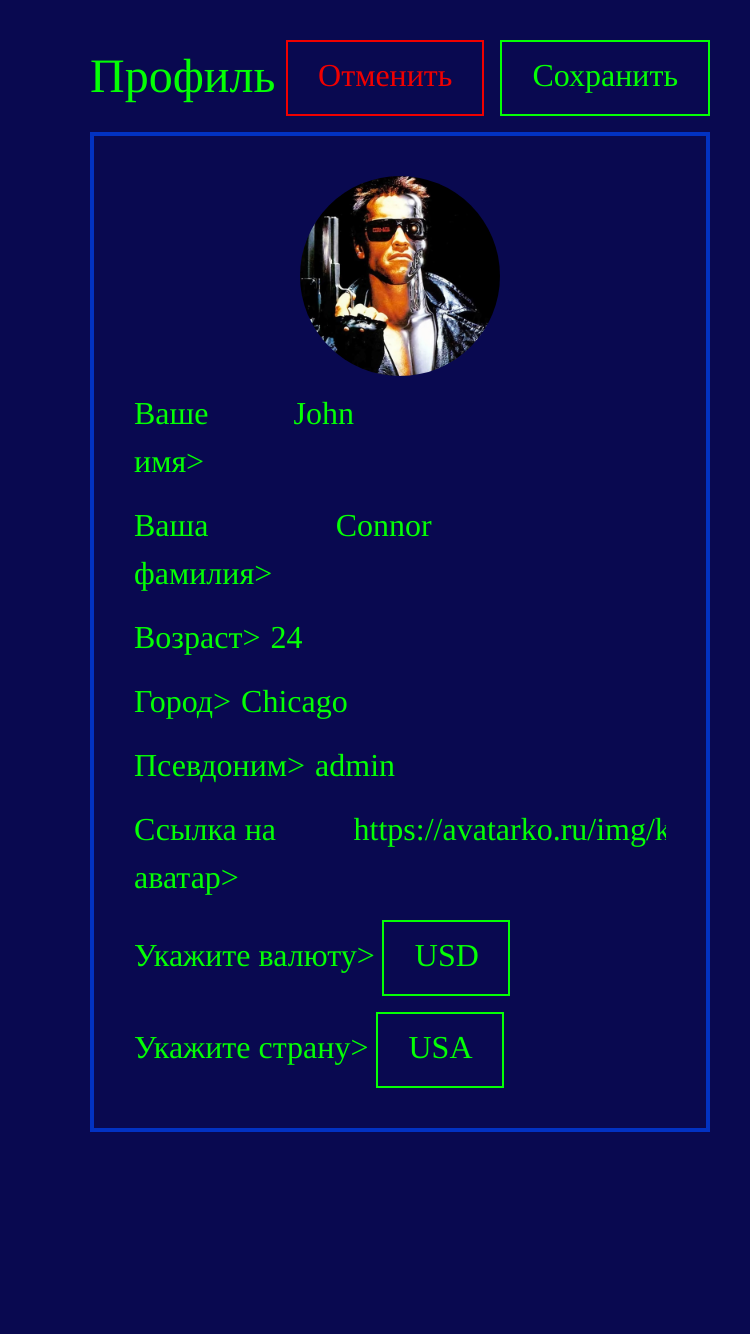 Профиль Отменить Сохранить
Ваше John
имя>
Ваша Connor
фамилия>
Возраст> 24
Город> Chicago
Псевдоним> admin
Ссылка на https://avatarko.ru/img/k
аватар>
Укажите валюту> USD
Укажите страну> USA